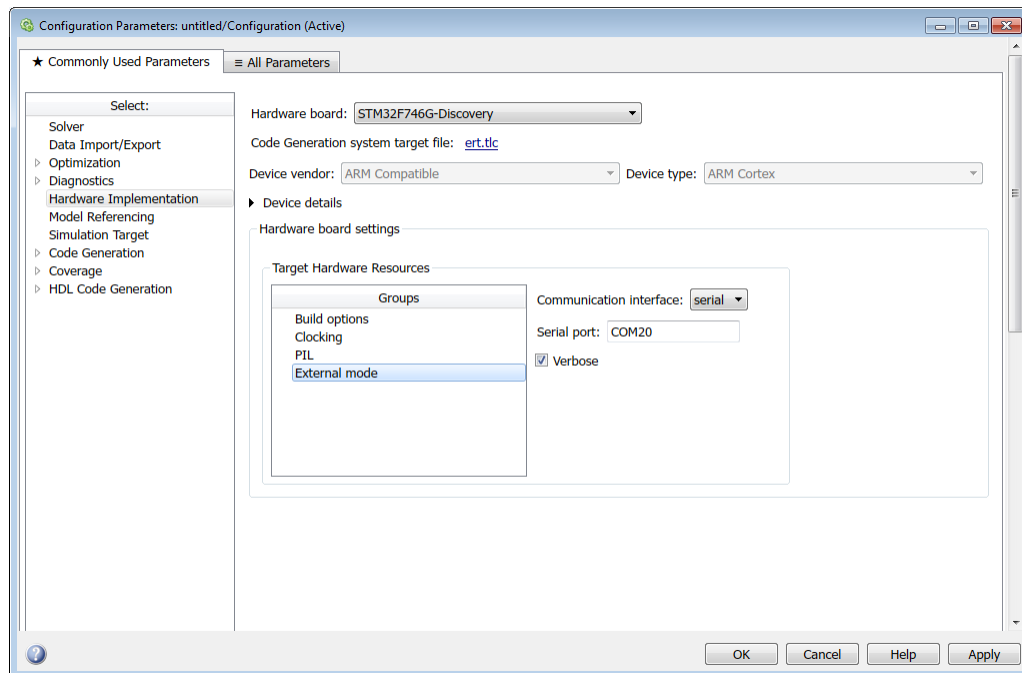 Configuration Parameters: untitled/Configuration (Active)
★ Commonly Used Parameters
≡ All Parameters
Select:
Solver
Data Import/Export
Optimization
Diagnostics
Hardware Implementation
Model Referencing
Simulation Target
Code Generation
Coverage
HDL Code Generation
Hardware board: STM32F746G-Discovery
Code Generation system target file: ert.tlc
Device vendor: ARM Compatible Device type: ARM Cortex
Device details
Hardware board settings
Target Hardware Resources
Groups
Build options
Clocking
PIL
External mode
Communication interface: serial
Serial port: COM20
Verbose
OK Cancel Help Apply